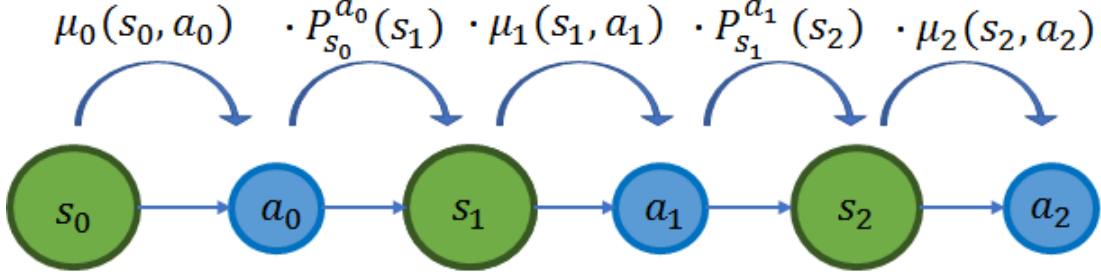 μ₀(s₀, a₀) · P_{s₀}^{a₀}(s₁) · μ₁(s₁, a₁) · P_{s₁}^{a₁}(s₂) · μ₂(s₂, a₂)
s₀ a₀ s₁ a₁ s₂ a₂